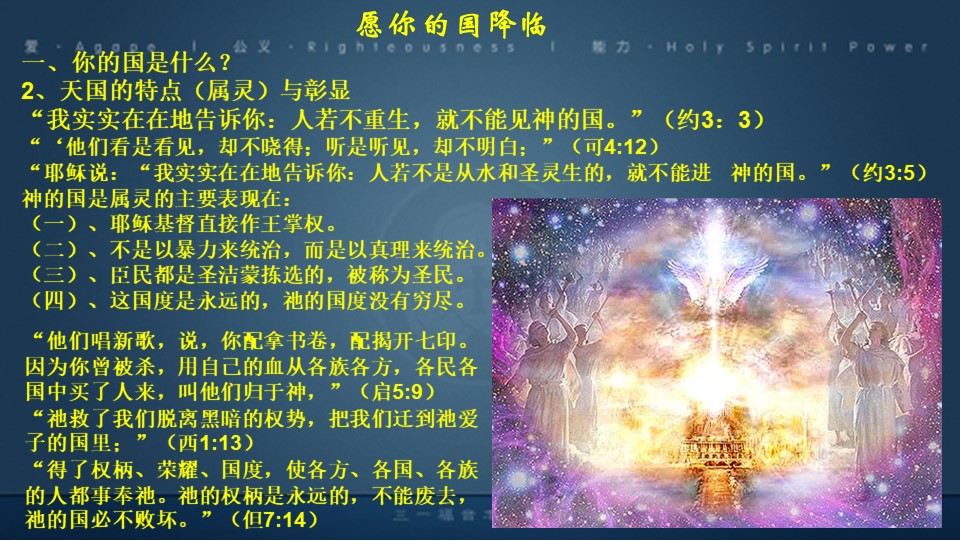 愿你的国降临
爱·Agape | 公义·Righteousness | 能力·Holy Spirit Power
一、你的国是什么？
2、天国的特点（属灵）与彰显
“我实实在在地告诉你：人若不重生，就不能见神的国。”（约3：3）
“‘他们看是看见，却不晓得；听是听见，却不明白；”（可4:12）
“耶稣说：“我实实在在地告诉你：人若不是从水和圣灵生的，就不能进 神的国。”（约3:5）
神的国是属灵的主要表现在：
（一）、耶稣基督直接作王掌权。
（二）、不是以暴力来统治，而是以真理来统治。
（三）、臣民都是圣洁蒙拣选的，被称为圣民。
（四）、这国度是永远的，祂的国度没有穷尽。
“他们唱新歌，说，你配拿书卷，配揭开七印。
因为你曾被杀，用自己的血从各族各方，各民各
国中买了人来，叫他们归于神，”（启5:9）
“祂救了我们脱离黑暗的权势，把我们迁到祂爱
子的国里；”（西1:13）
“得了权柄、荣耀、国度，使各方、各国、各族
的人都事奉祂。祂的权柄是永远的，不能废去，
祂的国必不败坏。”（但7:14）
三一福音